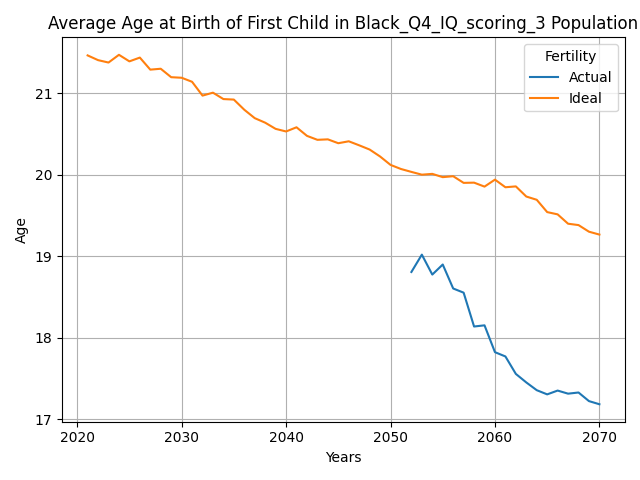 Average Age at Birth of First Child in Black_Q4_IQ_scoring_3 Population
Fertility
Actual
Ideal
Age
21
20
19
18
17
2020 2030 2040 2050 2060 2070
Years